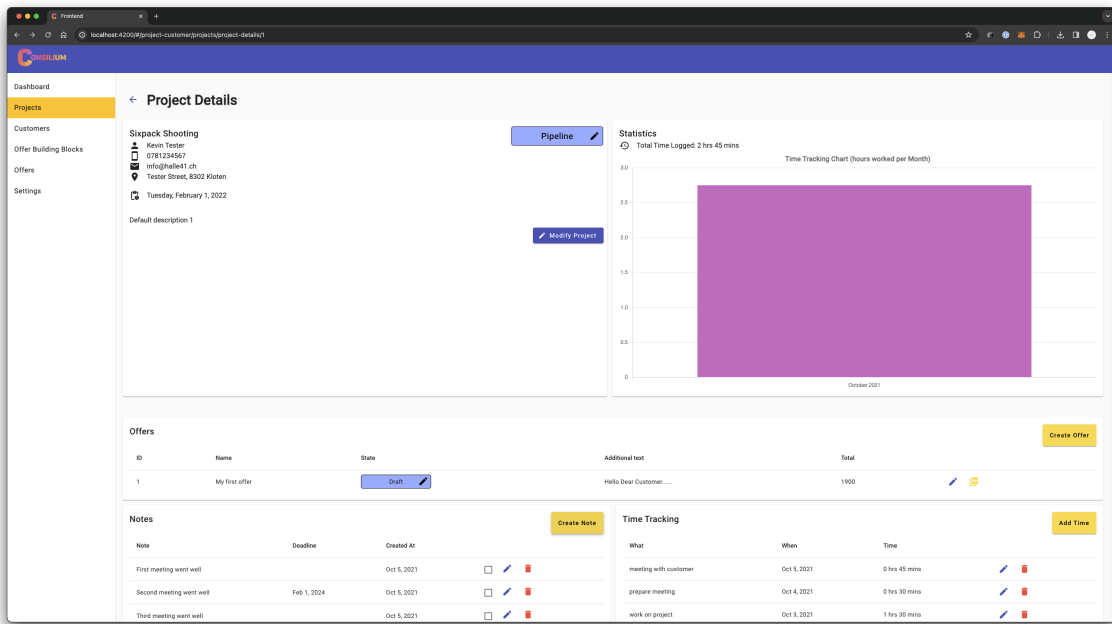 Frontend
localhost:4200/#/project-customer/projects/project-details/1
CONSILIUM
Dashboard
Projects
Customers
Offer Building Blocks
Offers
Settings
Project Details
Sixpack Shooting
Pipeline
Kevin Tester
0781234567
info@halle41.ch
Tester Street, 8302 Kloten
Tuesday, February 1, 2022
Default description 1
Modify Project
Statistics
Total Time Logged: 2 hrs 45 mins
Time Tracking Chart (hours worked per Month)
3.0
2.5
2.0
1.5
1.0
0.5
0
October 2021
Offers
Create Offer
ID Name State Additional text Total
1 My first offer Draft Hello Dear Customer...... 1900
Notes
Create Note
Note Deadline Created At
First meeting went well Oct 5, 2021
Second meeting went well Feb 1, 2024 Oct 5, 2021
Third meeting went well Oct 5, 2021
Time Tracking
Add Time
What When Time
meeting with customer Oct 5, 2021 0 hrs 45 mins
prepare meeting Oct 4, 2021 0 hrs 30 mins
work on project Oct 3, 2021 1 hrs 30 mins